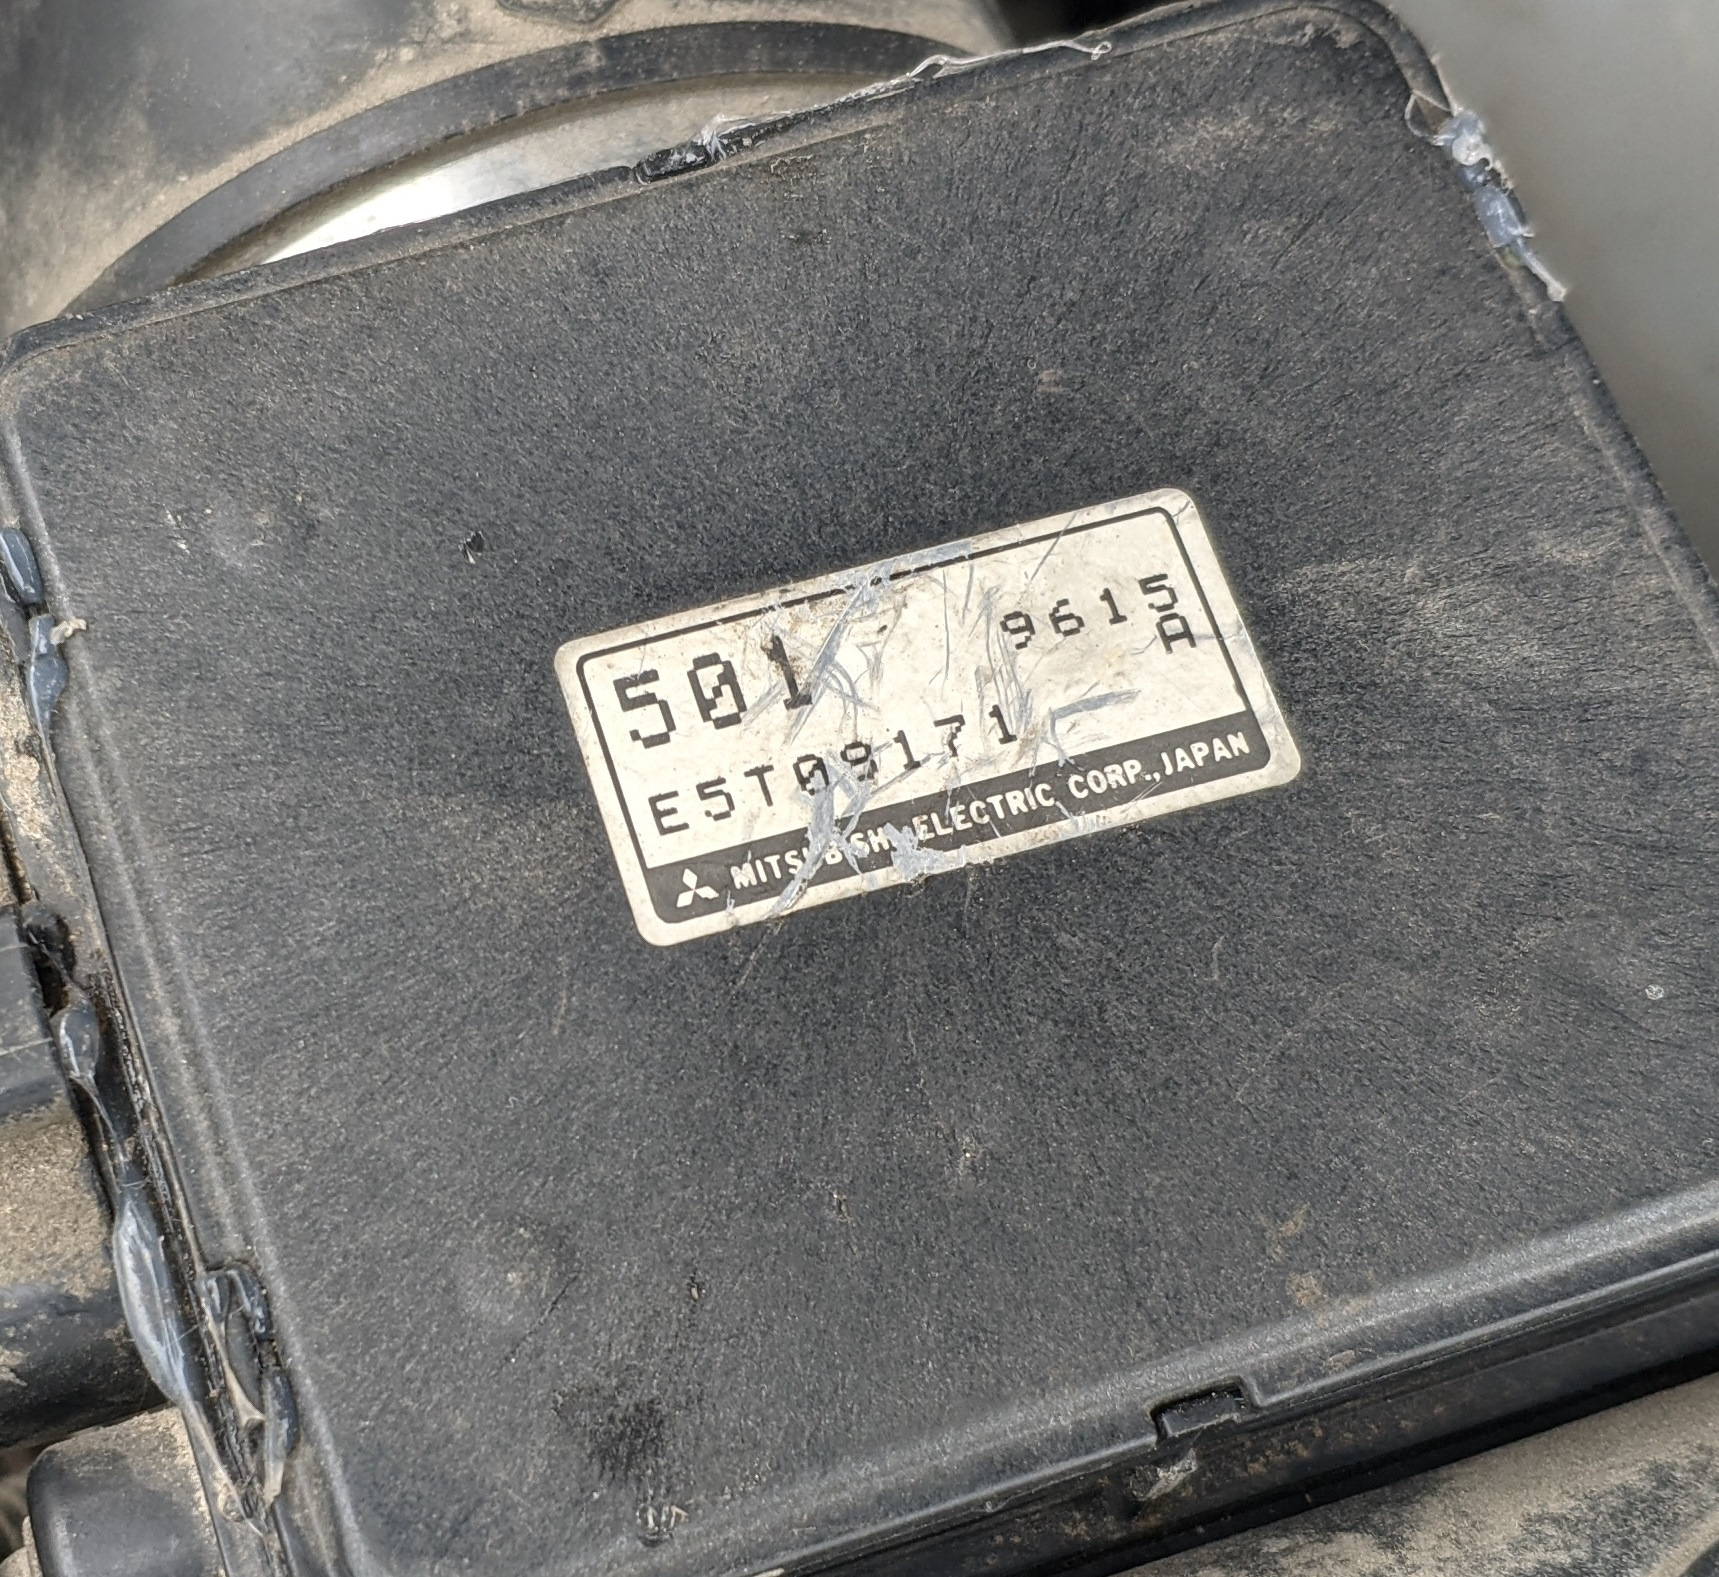 501 9615
A
E5T09171
MITSUBISHI ELECTRIC CORP., JAPAN